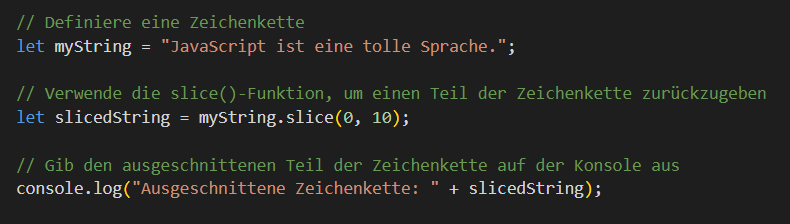 // Definiere eine Zeichenkette
let myString = "JavaScript ist eine tolle Sprache.";
// Verwende die slice()-Funktion, um einen Teil der Zeichenkette zurückzugeben
let slicedString = myString.slice(0, 10);
// Gib den ausgeschnittenen Teil der Zeichenkette auf der Konsole aus
console.log("Ausgeschnittene Zeichenkette: " + slicedString);